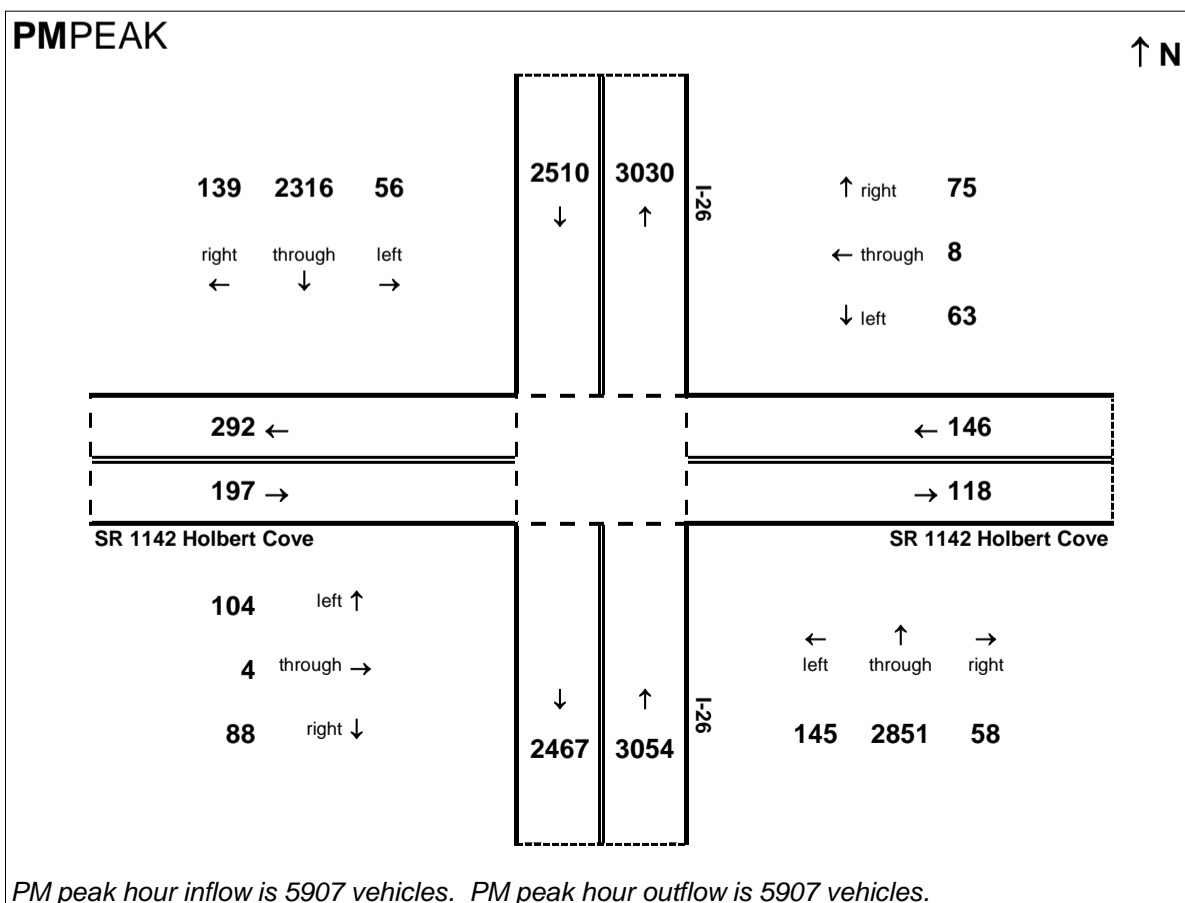 PMPEAK
↑ N
139 2316 56
right through left
← ↓ →
2510 3030
↓ ↑
I-26
↑ right 75
← through 8
↓ left 63
292 ←
← 146
197 →
→ 118
SR 1142 Holbert Cove
SR 1142 Holbert Cove
104 left ↑
4 through →
88 right ↓
↓ ↑
2467 3054
I-26
← ↑ →
left through right
145 2851 58
PM peak hour inflow is 5907 vehicles. PM peak hour outflow is 5907 vehicles.